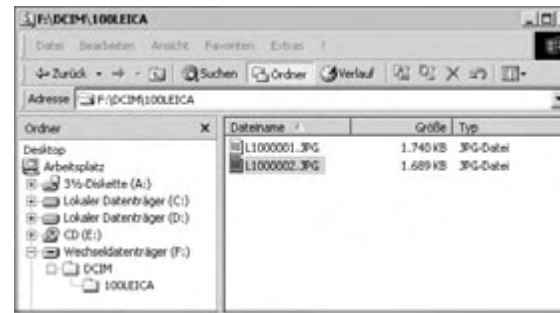 F:\DCIM\100LEICA
Datei Bearbeiten Ansicht Favoriten Extras ?
Zurück Suchen Ordner Verlauf
Adresse F:\DCIM\100LEICA
Ordner
Desktop
Arbeitsplatz
3½-Diskette (A:)
Lokaler Datenträger (C:)
Lokaler Datenträger (D:)
CD (E:)
Wechseldatenträger (F:)
DCIM
100LEICA
Dateiname Größe Typ
L1000001.JPG 1.740 KB JPG-Datei
L1000002.JPG 1.689 KB JPG-Datei